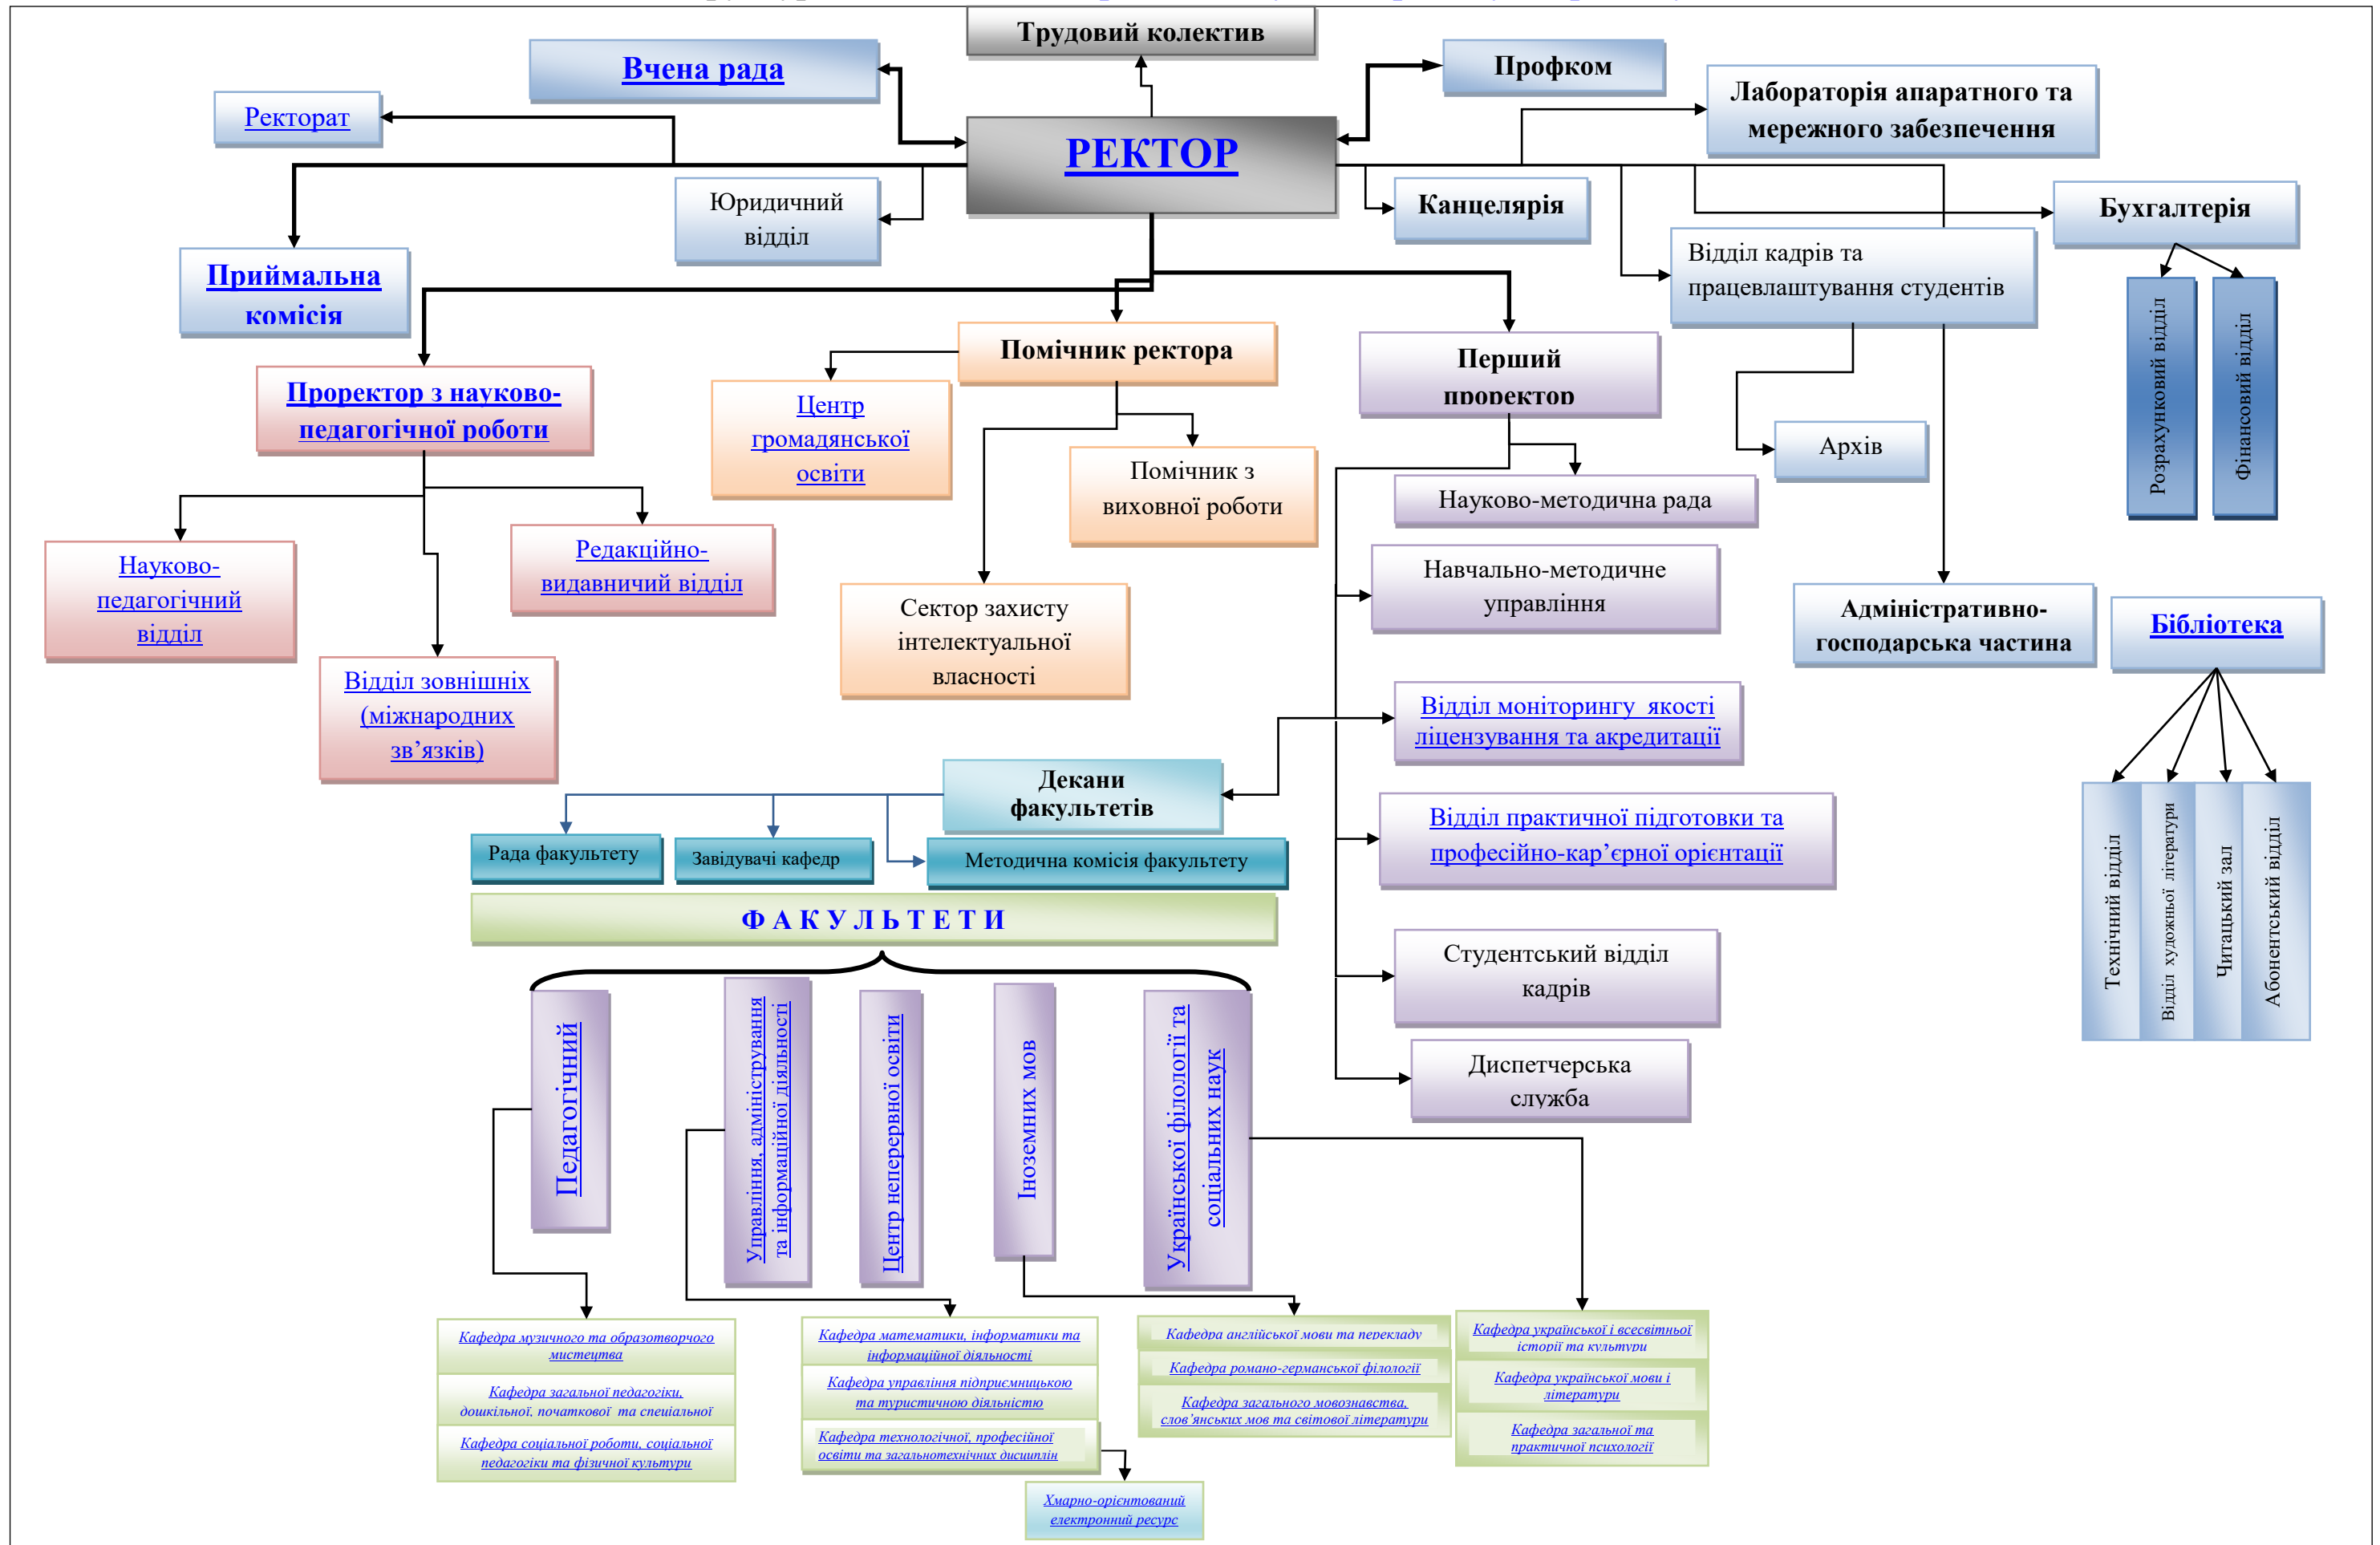 Трудовий колектив
Вчена рада
Профком
Лабораторія апаратного та
мережного забезпечення
Ректорат
РЕКТОР
Юридичний
відділ
Канцелярія
Бухгалтерія
Приймальна
комісія
Відділ кадрів та
працевлаштування студентів
Розрахунковий відділ
Фінансовий відділ
Помічник ректора
Перший
проректор
Проректор з науково-
педагогічної роботи
Центр
громадянської
освіти
Помічник з
виховної роботи
Архів
Науково-методична рада
Науково-
педагогічний
відділ
Редакційно-
видавничий відділ
Навчально-методичне
управління
Сектор захисту
інтелектуальної
власності
Адміністративно-
господарська частина
Бібліотека
Відділ зовнішніх
(міжнародних
зв’язків)
Відділ моніторингу  якості
ліцензування та акредитації
Декани
факультетів
Відділ практичної підготовки та
професійно-кар’єрної орієнтації
Технічний відділ
Відділ художньої літератури
Читацький зал
Абонентський відділ
Рада факультету
Завідувачі кафедр
Методична комісія факультету
Ф А К У Л Ь Т Е Т И
Студентський відділ
кадрів
Диспетчерська
служба
Педагогічний
Управління, адміністрування
та інформаційної діяльності
Центр неперервної освіти
Іноземних мов
Української філології та
соціальних наук
Кафедра музичного та образотворчого
мистецтва
Кафедра загальної педагогіки,
дошкільної, початкової  та спеціальної
Кафедра соціальної роботи, соціальної
педагогіки та фізичної культури
Кафедра математики, інформатики та
інформаційної діяльності
Кафедра управління підприємницькою
та туристичною діяльністю
Кафедра технологічної, професійної
освіти та загальнотехнічних дисциплін
Хмарно-орієнтований
електронний ресурс
Кафедра англійської мови та перекладу
Кафедра романо-германської філології
Кафедра загального мовознавства,
слов’янських мов та світової літератури
Кафедра української і всесвітньої
історії та культури
Кафедра української мови і
літератури
Кафедра загальної та
практичної психології